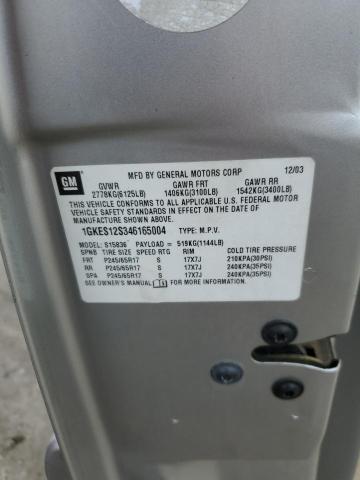 GM
MFD BY GENERAL MOTORS CORP 12/03
GVWR GAWR FRT GAWR RR
2778KG(6125LB) 1406KG(3100LB) 1542KG(3400LB)
THIS VEHICLE CONFORMS TO ALL APPLICABLE U.S. FEDERAL MOTOR
VEHICLE SAFETY STANDARDS IN EFFECT ON THE DATE OF
MANUFACTURE SHOWN ABOVE.
1GKES12S346165004 TYPE: M.P.V.
MODEL: S15836 PAYLOAD = 519KG(1144LB)
SPNB TIRE SIZE SPEED RTG RIM COLD TIRE PRESSURE
FRT P245/65R17 S 17X7J 210KPA(30PSI)
RR P245/65R17 S 17X7J 240KPA(35PSI)
SPA P245/65R17 S 17X7J 240KPA(35PSI)
SEE OWNER'S MANUAL FOR MORE INFORMATION.